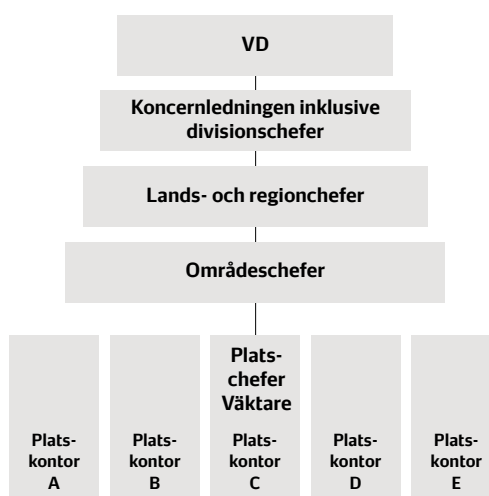 VD
Koncernledningen inklusive
divisionschefer
Lands- och regionchefer
Områdeschefer
Plats-
chefer
Väktare
Plats-
kontor
A
Plats-
kontor
B
Plats-
kontor
C
Plats-
kontor
D
Plats-
kontor
E